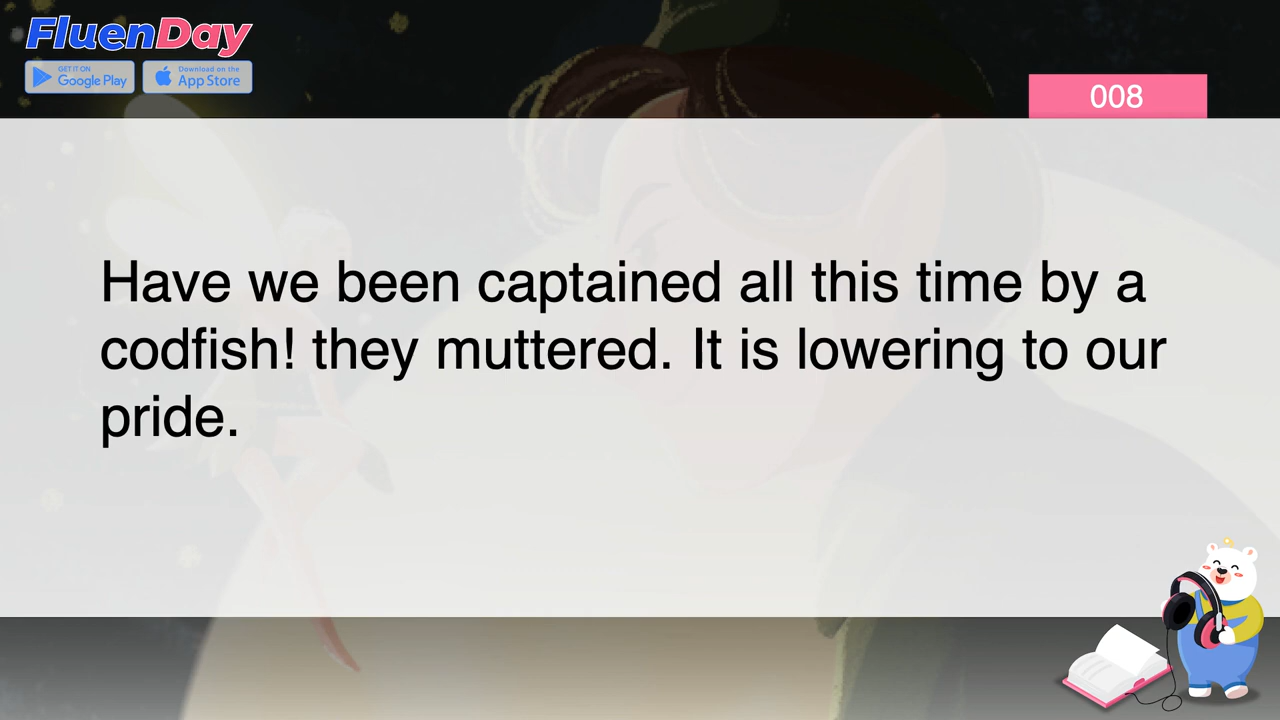 FluenDay
GET IT ON
Google Play
Download on the
App Store
008
Have we been captained all this time by a
codfish! they muttered. It is lowering to our
pride.